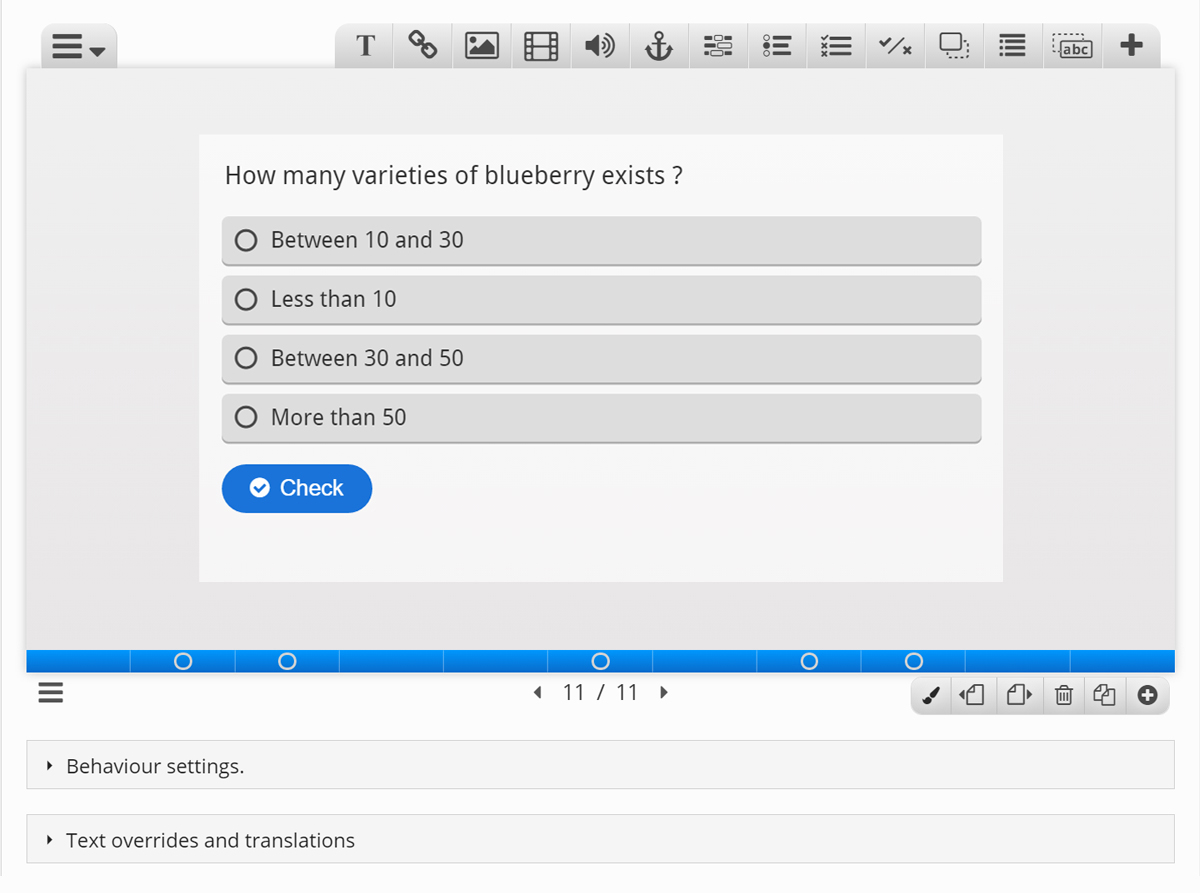 T
abc
How many varieties of blueberry exists ?
Between 10 and 30
Less than 10
Between 30 and 50
More than 50
Check
11 / 11
Behaviour settings.
Text overrides and translations